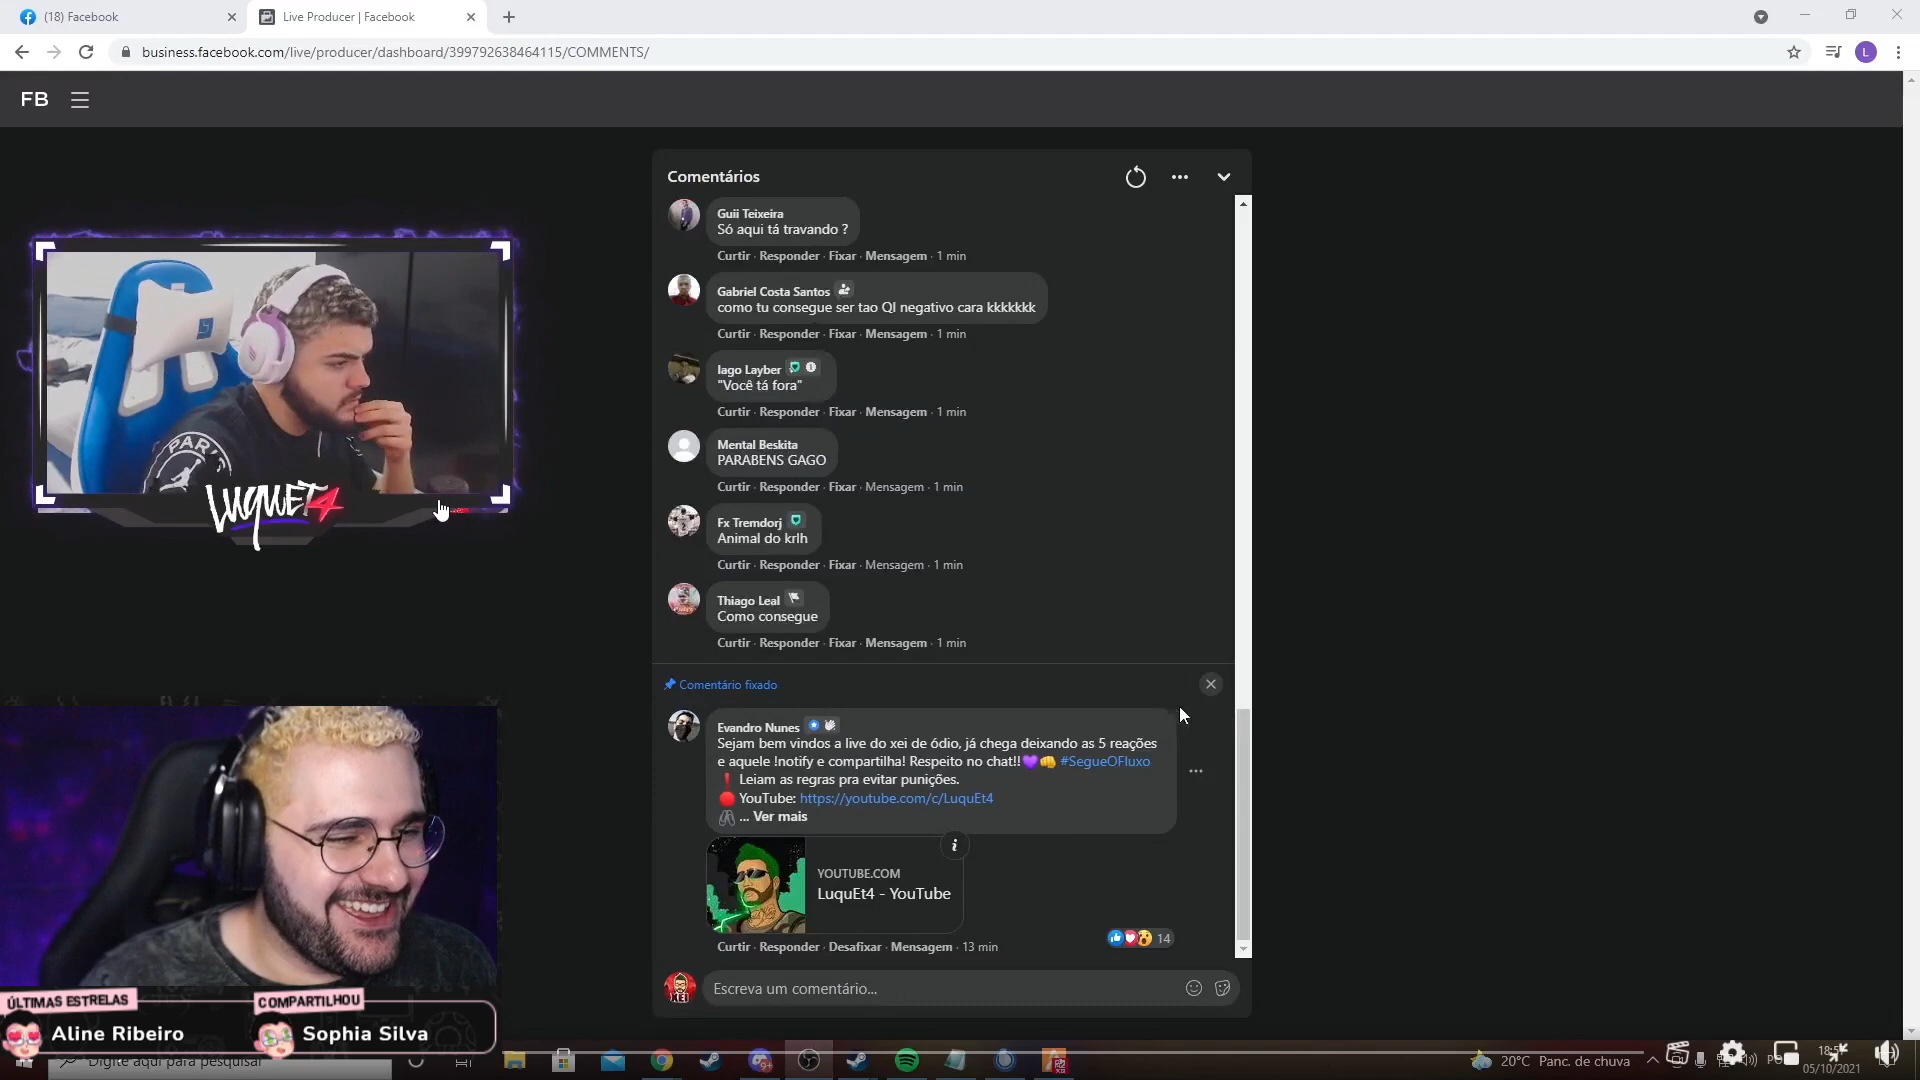 (18) Facebook
Live Producer | Facebook
business.facebook.com/live/producer/dashboard/399792638464115/COMMENTS/
L
FB
Comentários
Guii Teixeira
Só aqui tá travando ?
Curtir · Responder · Fixar · Mensagem · 1 min
Gabriel Costa Santos
como tu consegue ser tao QI negativo cara kkkkkkk
Curtir · Responder · Fixar · Mensagem · 1 min
Iago Layber
"Você tá fora"
Curtir · Responder · Fixar · Mensagem · 1 min
Mental Beskita
PARABENS GAGO
Curtir · Responder · Fixar · Mensagem · 1 min
Fx Tremdorj
Animal do krlh
Curtir · Responder · Fixar · Mensagem · 1 min
Thiago Leal
Como consegue
Curtir · Responder · Fixar · Mensagem · 1 min
Comentário fixado
Evandro Nunes
Sejam bem vindos a live do xei de ódio, já chega deixando as 5 reações
e aquele !notify e compartilha! Respeito no chat!!💜👊 #SegueOFluxo
❗ Leiam as regras pra evitar punições.
🔴 YouTube: https://youtube.com/c/LuquEt4
... Ver mais
YOUTUBE.COM
LuquEt4 - YouTube
Curtir · Responder · Desafixar · Mensagem · 13 min
14
XEI
Escreva um comentário...
PARIS
LUQUET4
ÚLTIMAS ESTRELAS
Aline Ribeiro
COMPARTILHOU
Sophia Silva
Digite aqui para pesquisar
9+
20°C Panc. de chuva
05/10/2021